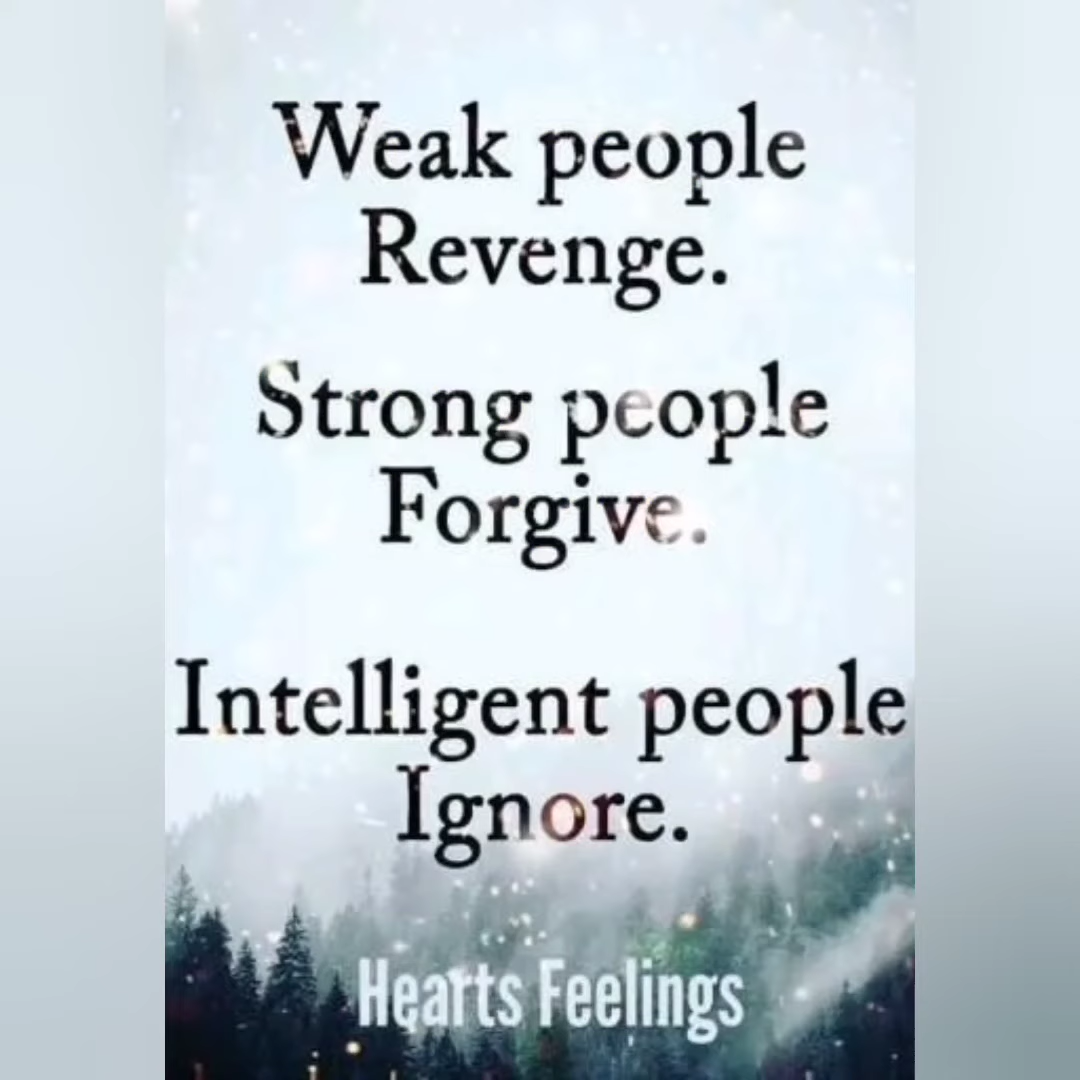 Weak people
Revenge.
Strong people
Forgive.
Intelligent people
Ignore.
Hearts Feelings